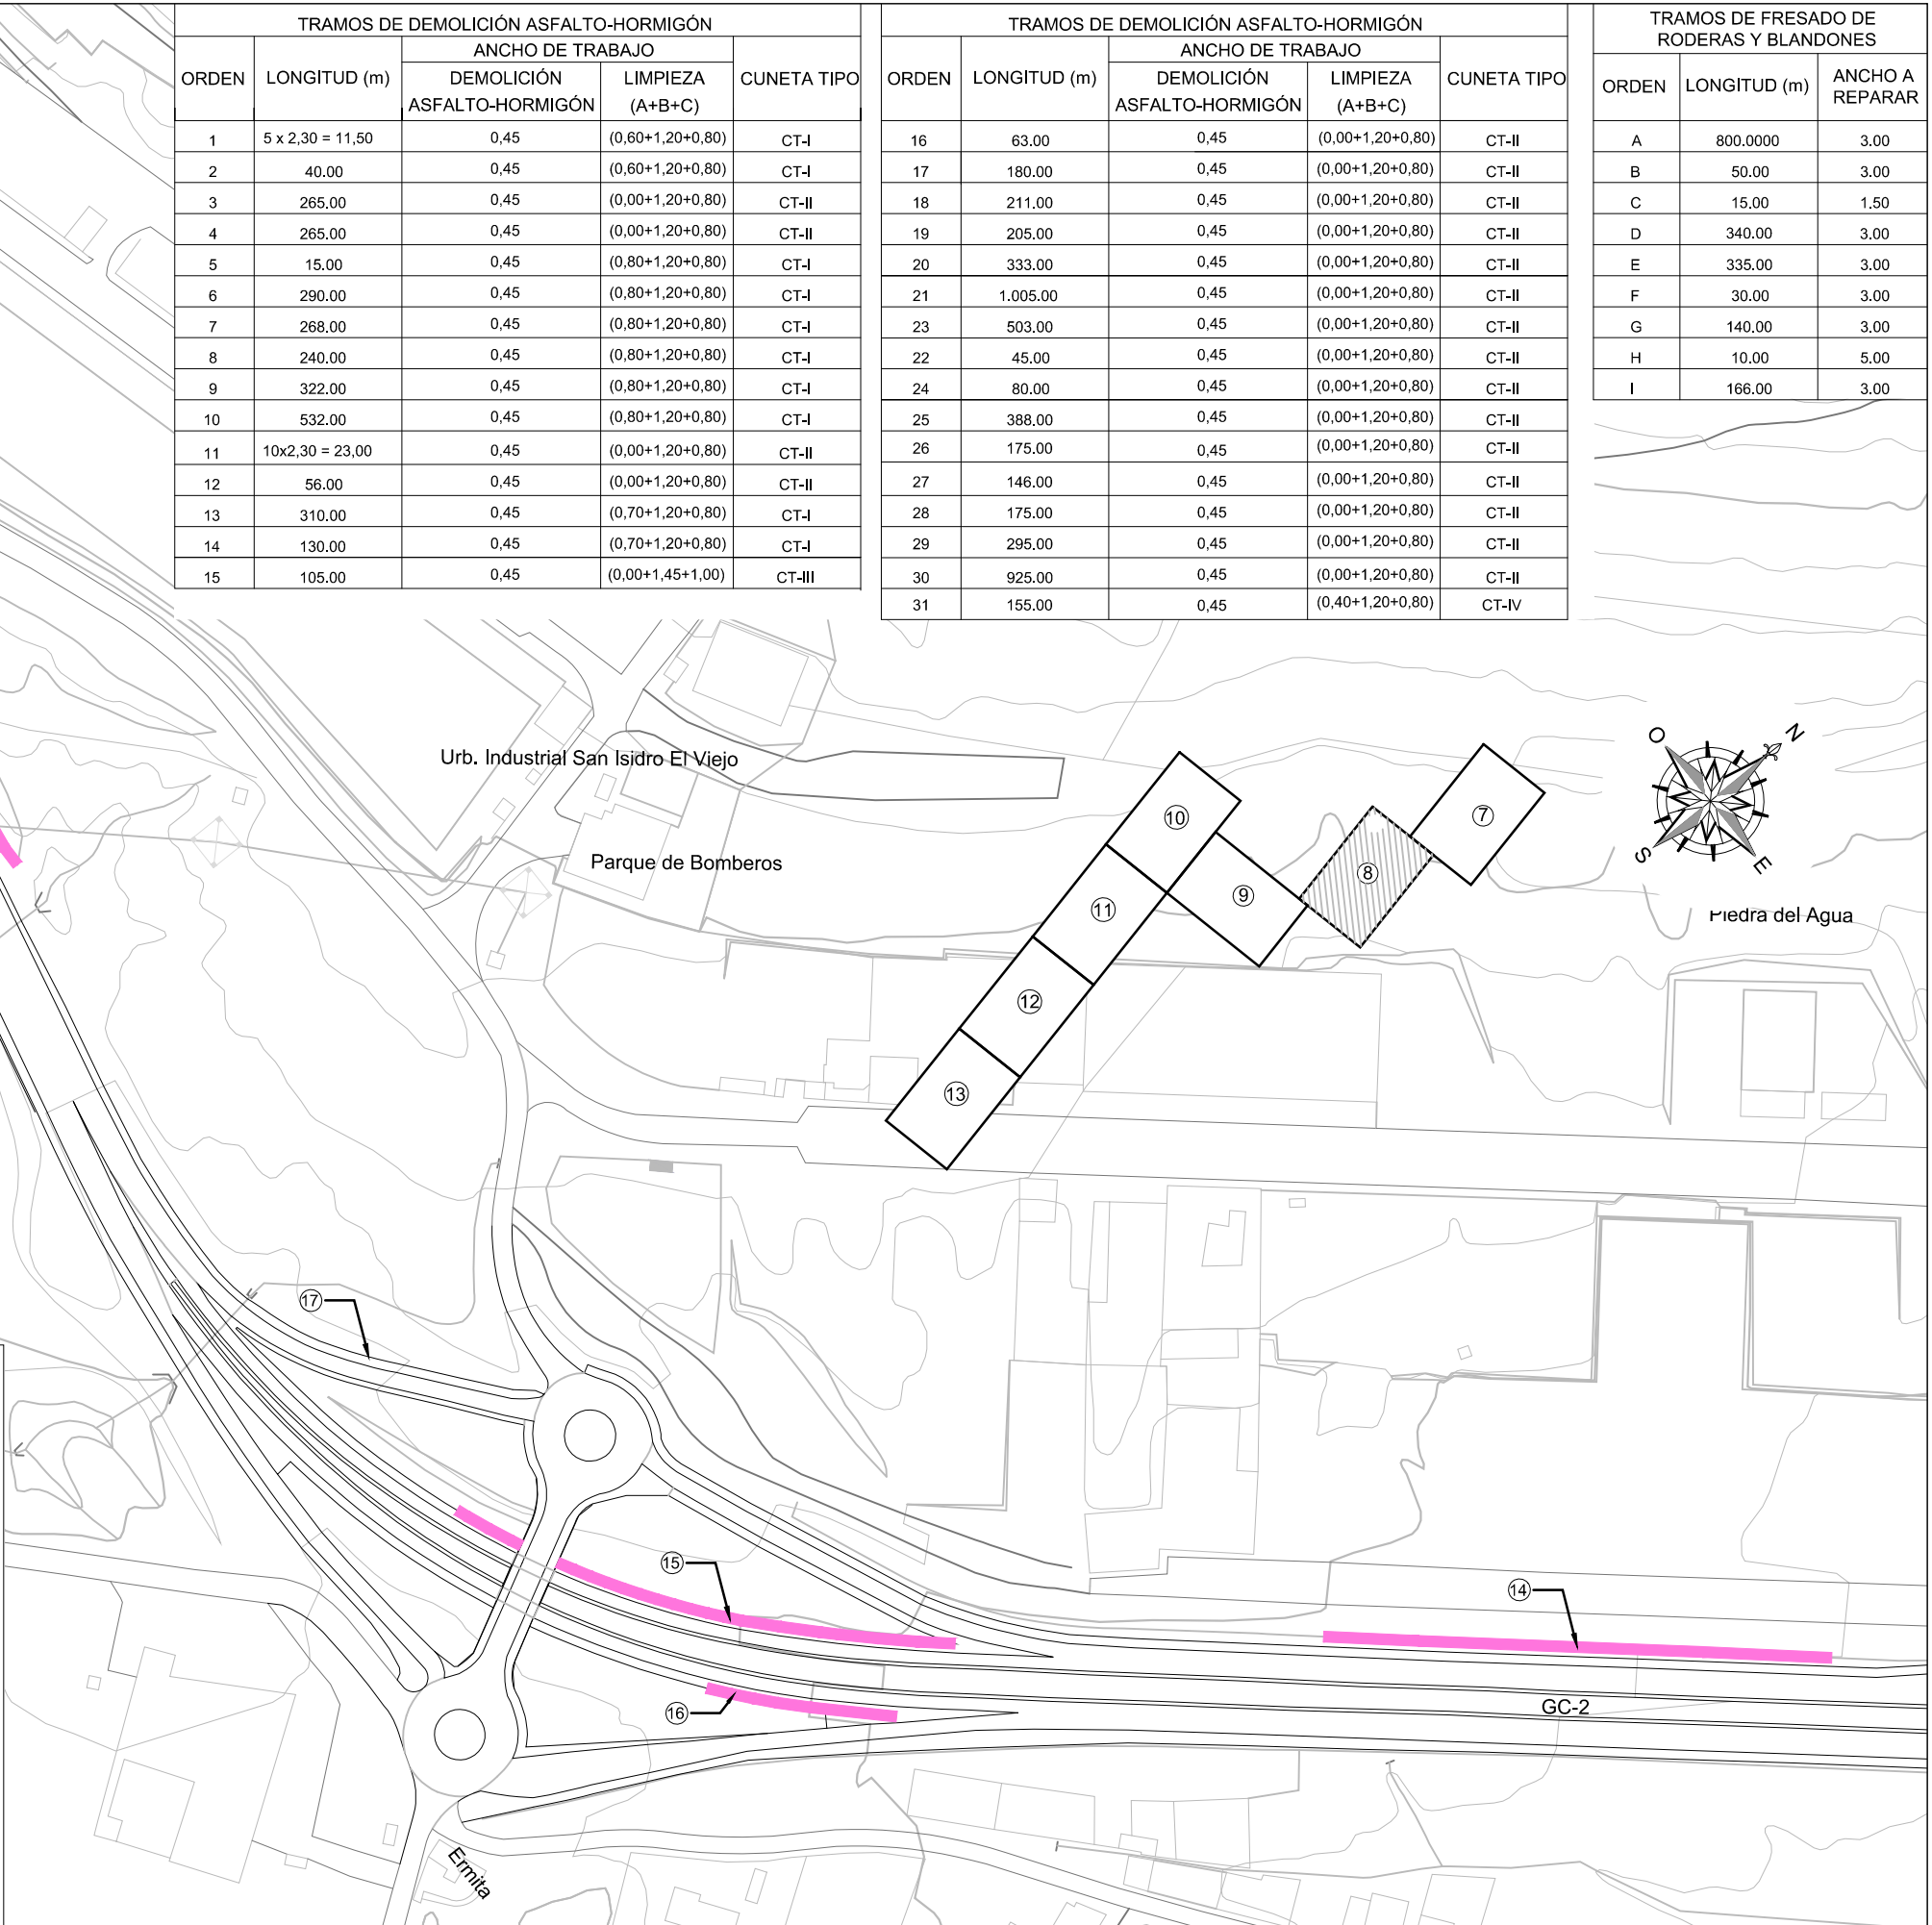 TRAMOS DE DEMOLICIÓN ASFALTO-HORMIGÓN
ORDEN LONGITUD (m) ANCHO DE TRABAJO CUNETA TIPO
DEMOLICIÓN ASFALTO-HORMIGÓN LIMPIEZA (A+B+C)
1 5 x 2,30 = 11,50 0,45 (0,60+1,20+0,80) CT-I
2 40.00 0,45 (0,60+1,20+0,80) CT-I
3 265.00 0,45 (0,00+1,20+0,80) CT-II
4 265.00 0,45 (0,00+1,20+0,80) CT-II
5 15.00 0,45 (0,80+1,20+0,80) CT-I
6 290.00 0,45 (0,80+1,20+0,80) CT-I
7 268.00 0,45 (0,80+1,20+0,80) CT-I
8 240.00 0,45 (0,80+1,20+0,80) CT-I
9 322.00 0,45 (0,80+1,20+0,80) CT-I
10 532.00 0,45 (0,80+1,20+0,80) CT-I
11 10x2,30 = 23,00 0,45 (0,00+1,20+0,80) CT-II
12 56.00 0,45 (0,00+1,20+0,80) CT-II
13 310.00 0,45 (0,70+1,20+0,80) CT-I
14 130.00 0,45 (0,70+1,20+0,80) CT-I
15 105.00 0,45 (0,00+1,45+1,00) CT-III
TRAMOS DE DEMOLICIÓN ASFALTO-HORMIGÓN
ORDEN LONGITUD (m) ANCHO DE TRABAJO CUNETA TIPO
DEMOLICIÓN ASFALTO-HORMIGÓN LIMPIEZA (A+B+C)
16 63.00 0,45 (0,00+1,20+0,80) CT-II
17 180.00 0,45 (0,00+1,20+0,80) CT-II
18 211.00 0,45 (0,00+1,20+0,80) CT-II
19 205.00 0,45 (0,00+1,20+0,80) CT-II
20 333.00 0,45 (0,00+1,20+0,80) CT-II
21 1.005.00 0,45 (0,00+1,20+0,80) CT-II
23 503.00 0,45 (0,00+1,20+0,80) CT-II
22 45.00 0,45 (0,00+1,20+0,80) CT-II
24 80.00 0,45 (0,00+1,20+0,80) CT-II
25 388.00 0,45 (0,00+1,20+0,80) CT-II
26 175.00 0,45 (0,00+1,20+0,80) CT-II
27 146.00 0,45 (0,00+1,20+0,80) CT-II
28 175.00 0,45 (0,00+1,20+0,80) CT-II
29 295.00 0,45 (0,00+1,20+0,80) CT-II
30 925.00 0,45 (0,00+1,20+0,80) CT-II
31 155.00 0,45 (0,40+1,20+0,80) CT-IV
TRAMOS DE FRESADO DE
RODERAS Y BLANDONES
ORDEN LONGITUD (m) ANCHO A REPARAR
A 800.0000 3.00
B 50.00 3.00
C 15.00 1.50
D 340.00 3.00
E 335.00 3.00
F 30.00 3.00
G 140.00 3.00
H 10.00 5.00
I 166.00 3.00
Urb. Industrial San Isidro El Viejo
Parque de Bomberos
10
9
8
7
11
12
13
O
N
S
E
Piedra del Agua
17
15
14
16
GC-2
Ermita